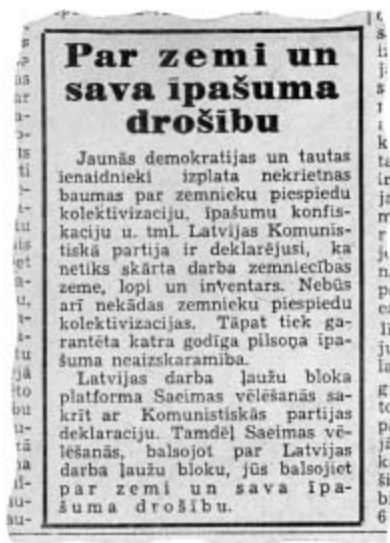 Par zemi un
sava īpašuma
drošību
Jaunās demokratijas un tautas
ienaidnieki izplata nekrietnas
baumas par zemnieku piespiedu
kolektivizaciju, īpašumu konfis-
kaciju u. tml. Latvijas Komunis-
tiskā partija ir deklarējusi, ka
netiks skārta darba zemniecības
zeme, lopi un inventars. Nebūs
arī nekādas zemnieku piespiedu
kolektivizacijas. Tāpat tiek ga-
rantēta katra godīga pilsoņa īpa-
šuma neaizskaramība.
Latvijas darba ļaužu bloka
platforma Saeimas vēlēšanās sa-
krīt ar Komunistiskās partijas
deklaraciju. Tamdēļ Saeimas vē-
lēšanās, balsojot par Latvijas
darba ļaužu bloku, jūs balsojiet
par zemi un sava īpa-
šuma drošību.